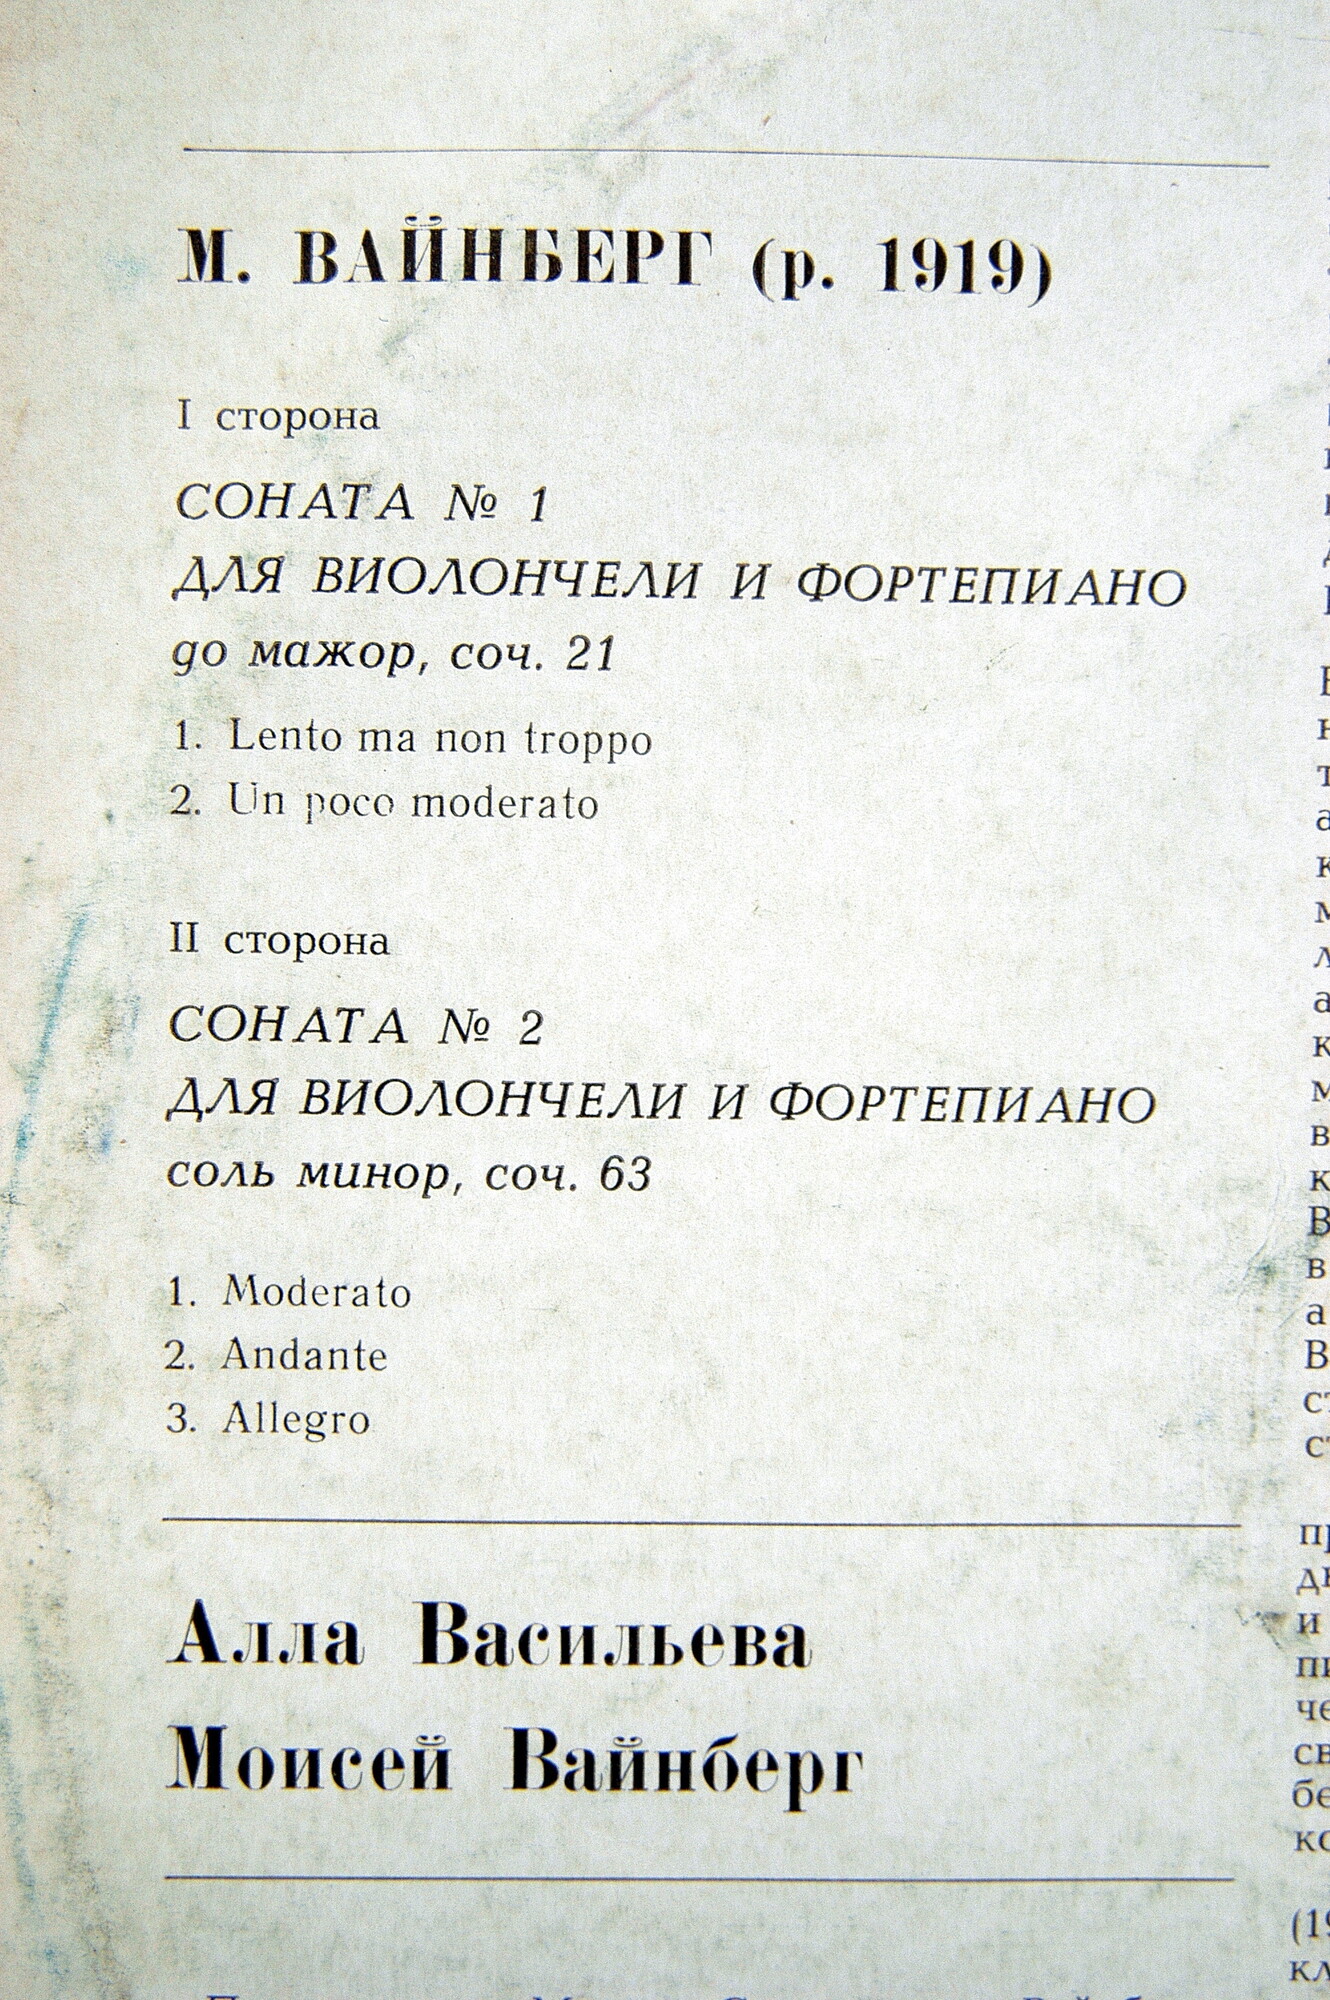 М. ВАЙНБЕРГ (р. 1919)
I сторона
СОНАТА № 1
ДЛЯ ВИОЛОНЧЕЛИ И ФОРТЕПИАНО
до мажор, соч. 21
1. Lento ma non troppo
2. Un poco moderato
II сторона
СОНАТА № 2
ДЛЯ ВИОЛОНЧЕЛИ И ФОРТЕПИАНО
соль минор, соч. 63
1. Moderato
2. Andante
3. Allegro
Алла Васильева
Моисей Вайнберг